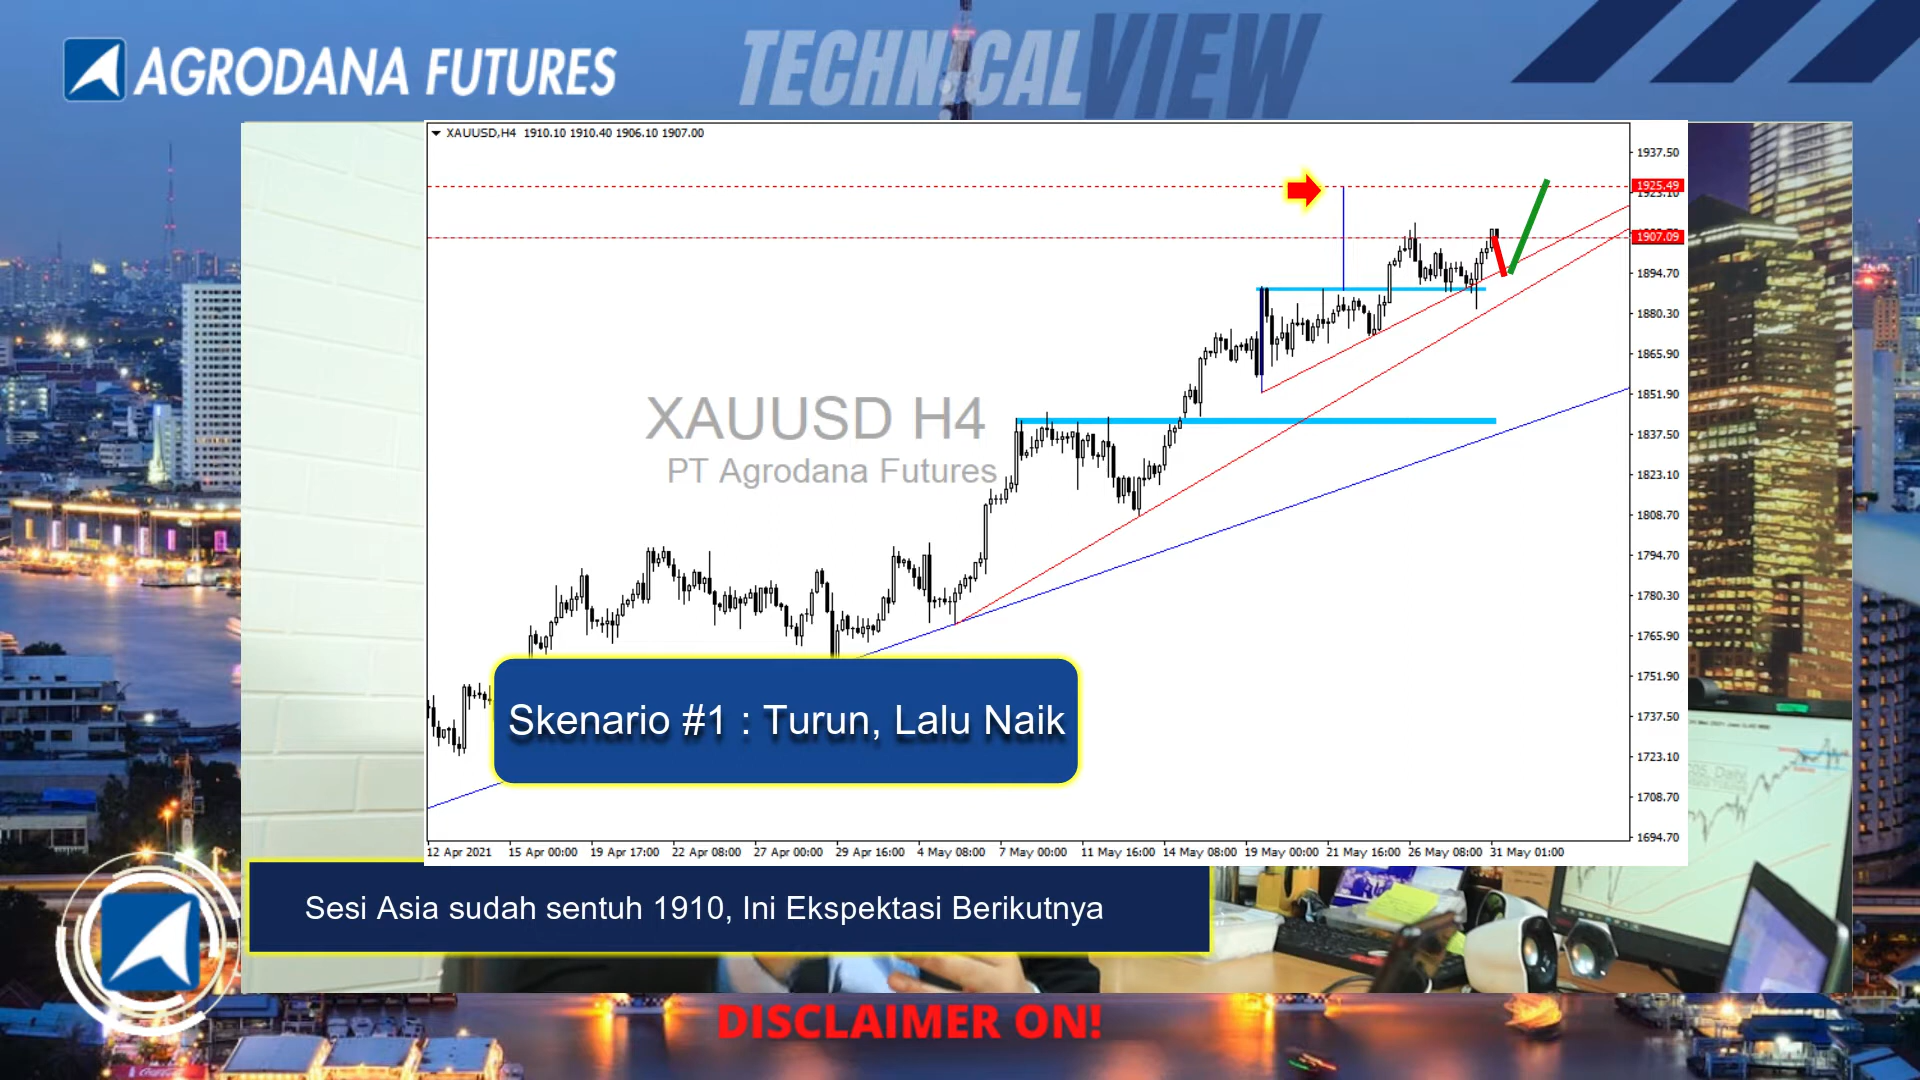 AGRODANA FUTURES
TECHNICAL VIEW
XAUUSD,H4 1910.10 1910.40 1906.10 1907.00
1937.50
1925.49
1907.09
1894.70
1880.30
1865.90
1851.90
1837.50
1823.10
1808.70
1794.70
1780.30
1765.90
1751.90
1737.50
1723.10
1708.70
1694.70
XAUUSD H4
PT Agrodana Futures
Skenario #1 : Turun, Lalu Naik
12 Apr 2021 15 Apr 00:00 19 Apr 17:00 22 Apr 08:00 27 Apr 00:00 29 Apr 16:00 4 May 08:00 7 May 00:00 11 May 16:00 14 May 08:00 19 May 00:00 21 May 16:00 26 May 08:00 31 May 01:00
Sesi Asia sudah sentuh 1910, Ini Ekspektasi Berikutnya
DISCLAIMER ON!